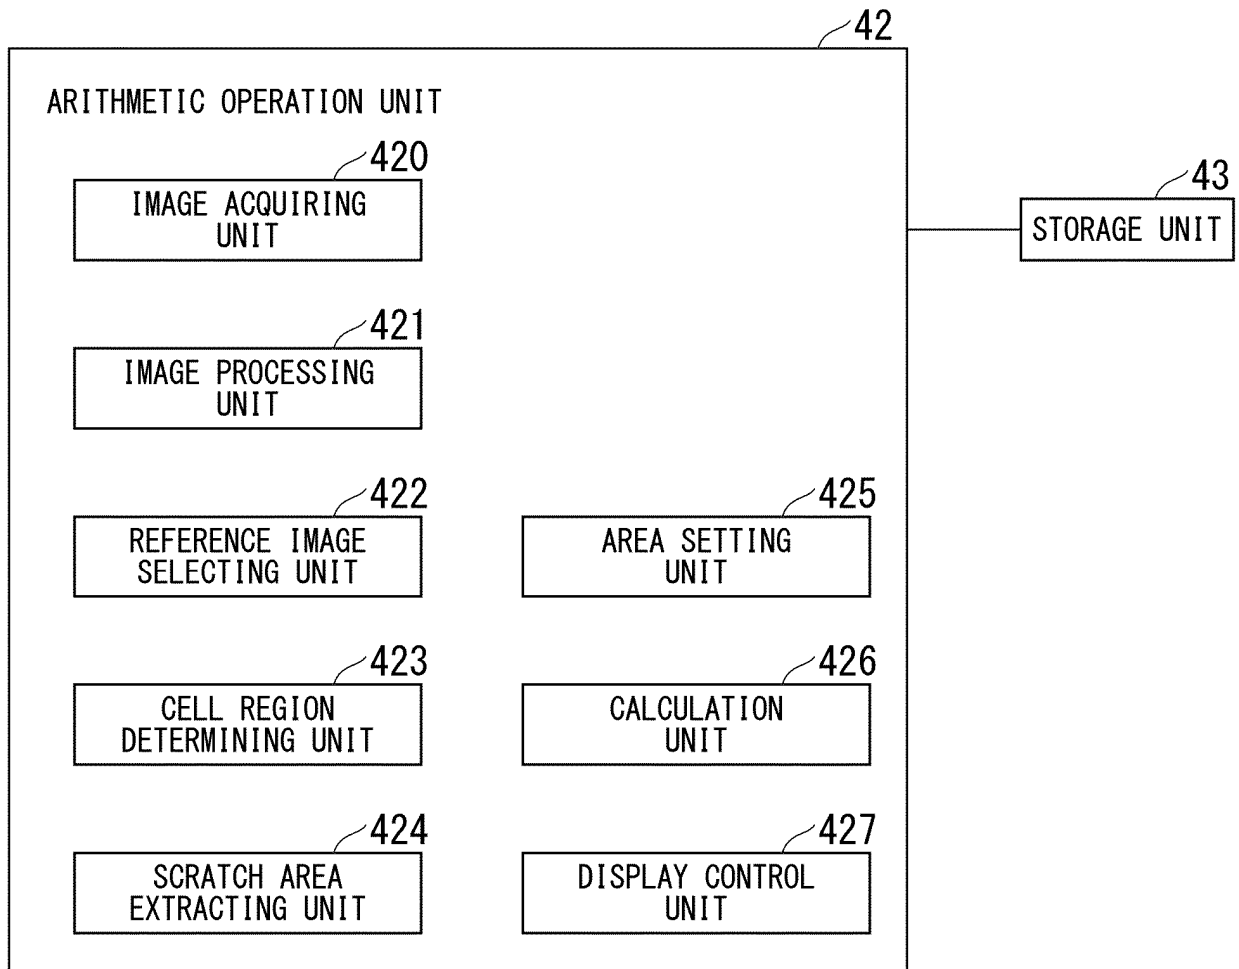 42
ARITHMETIC OPERATION UNIT
420
IMAGE ACQUIRING
UNIT
43
STORAGE UNIT
421
IMAGE PROCESSING
UNIT
422
REFERENCE IMAGE
SELECTING UNIT
425
AREA SETTING
UNIT
423
CELL REGION
DETERMINING UNIT
426
CALCULATION
UNIT
424
SCRATCH AREA
EXTRACTING UNIT
427
DISPLAY CONTROL
UNIT